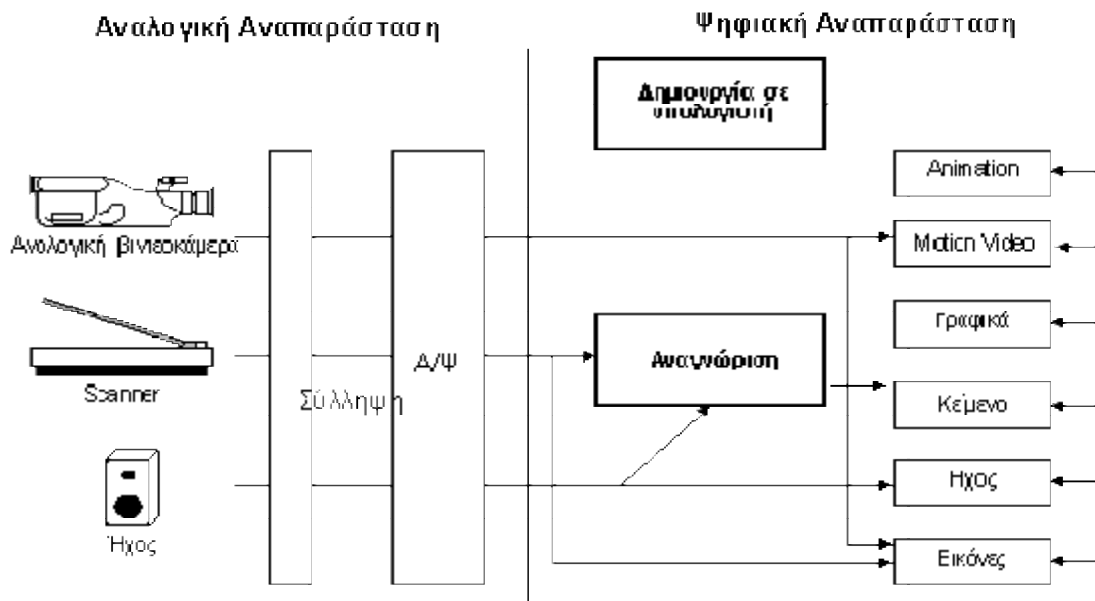 Αναλογική Αναπαράσταση
Ψηφιακή Αναπαράσταση
Δημιουργία σε
υπολογιστή
Animation
Αναλογική βιντεοκάμερα
Motion Video
Γραφικά
Α/Ψ
Αναγνώριση
Scanner
Σύλληψη
Κείμενο
Ηχος
Ήχος
Εικόνες